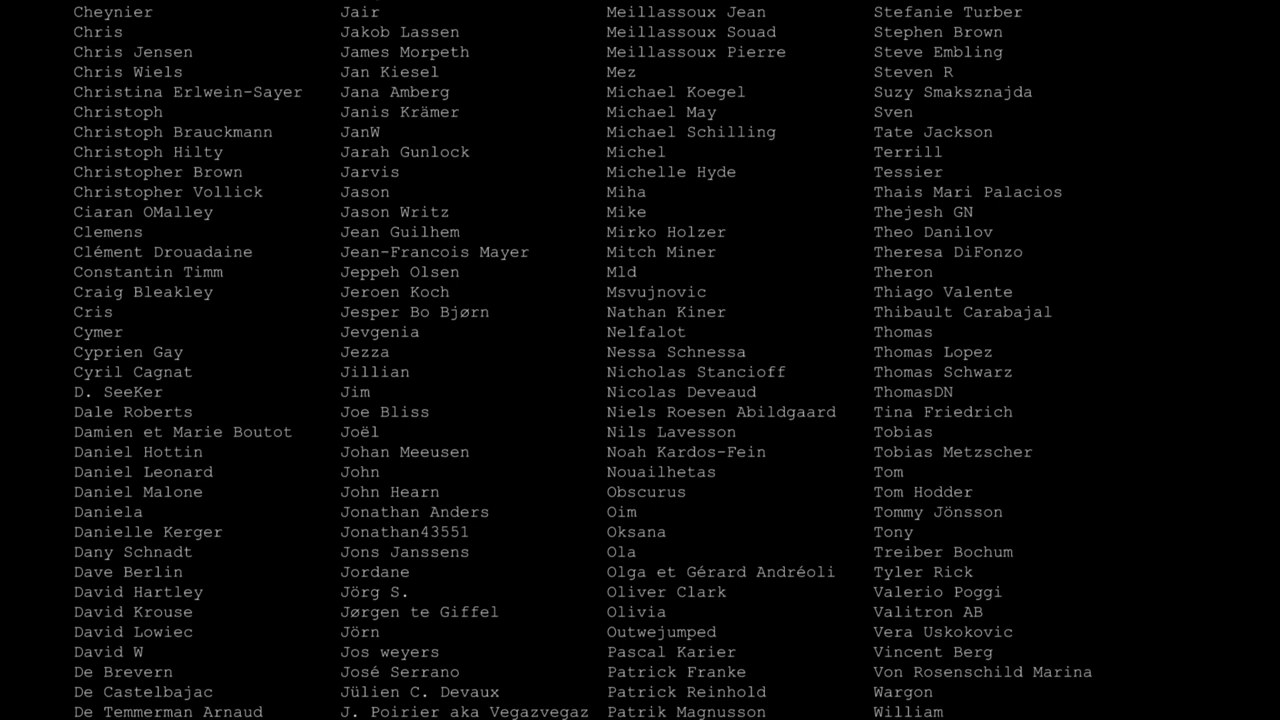 Cheynier
Chris
Chris Jensen
Chris Wiels
Christina Erlwein-Sayer
Christoph
Christoph Brauckmann
Christoph Hilty
Christopher Brown
Christopher Vollick
Ciaran OMalley
Clemens
Clément Drouadaine
Constantin Timm
Craig Bleakley
Cris
Cymer
Cyprien Gay
Cyril Cagnat
D. SeeKer
Dale Roberts
Damien et Marie Boutot
Daniel Hottin
Daniel Leonard
Daniel Malone
Daniela
Danielle Kerger
Dany Schnadt
Dave Berlin
David Hartley
David Krouse
David Lowiec
David W
De Brevern
De Castelbajac
De Temmerman Arnaud
Jair
Jakob Lassen
James Morpeth
Jan Kiesel
Jana Amberg
Janis Krämer
JanW
Jarah Gunlock
Jarvis
Jason
Jason Writz
Jean Guilhem
Jean-Francois Mayer
Jeppeh Olsen
Jeroen Koch
Jesper Bo Bjørn
Jevgenia
Jezza
Jillian
Jim
Joe Bliss
Joël
Johan Meeusen
John
John Hearn
Jonathan Anders
Jonathan43551
Jons Janssens
Jordane
Jörg S.
Jørgen te Giffel
Jörn
Jos weyers
José Serrano
Jülien C. Devaux
J. Poirier aka Vegazvegaz
Meillassoux Jean
Meillassoux Souad
Meillassoux Pierre
Mez
Michael Koegel
Michael May
Michael Schilling
Michel
Michelle Hyde
Miha
Mike
Mirko Holzer
Mitch Miner
Mld
Msvujnovic
Nathan Kiner
Nelfalot
Nessa Schnessa
Nicholas Stancioff
Nicolas Deveaud
Niels Roesen Abildgaard
Nils Lavesson
Noah Kardos-Fein
Nouailhetas
Obscurus
Oim
Oksana
Ola
Olga et Gérard Andréoli
Oliver Clark
Olivia
Outwejumped
Pascal Karier
Patrick Franke
Patrick Reinhold
Patrik Magnusson
Stefanie Turber
Stephen Brown
Steve Embling
Steven R
Suzy Smaksznajda
Sven
Tate Jackson
Terrill
Tessier
Thais Mari Palacios
Thejesh GN
Theo Danilov
Theresa DiFonzo
Theron
Thiago Valente
Thibault Carabajal
Thomas
Thomas Lopez
Thomas Schwarz
ThomasDN
Tina Friedrich
Tobias
Tobias Metzscher
Tom
Tom Hodder
Tommy Jönsson
Tony
Treiber Bochum
Tyler Rick
Valerio Poggi
Valitron AB
Vera Uskokovic
Vincent Berg
Von Rosenschild Marina
Wargon
William